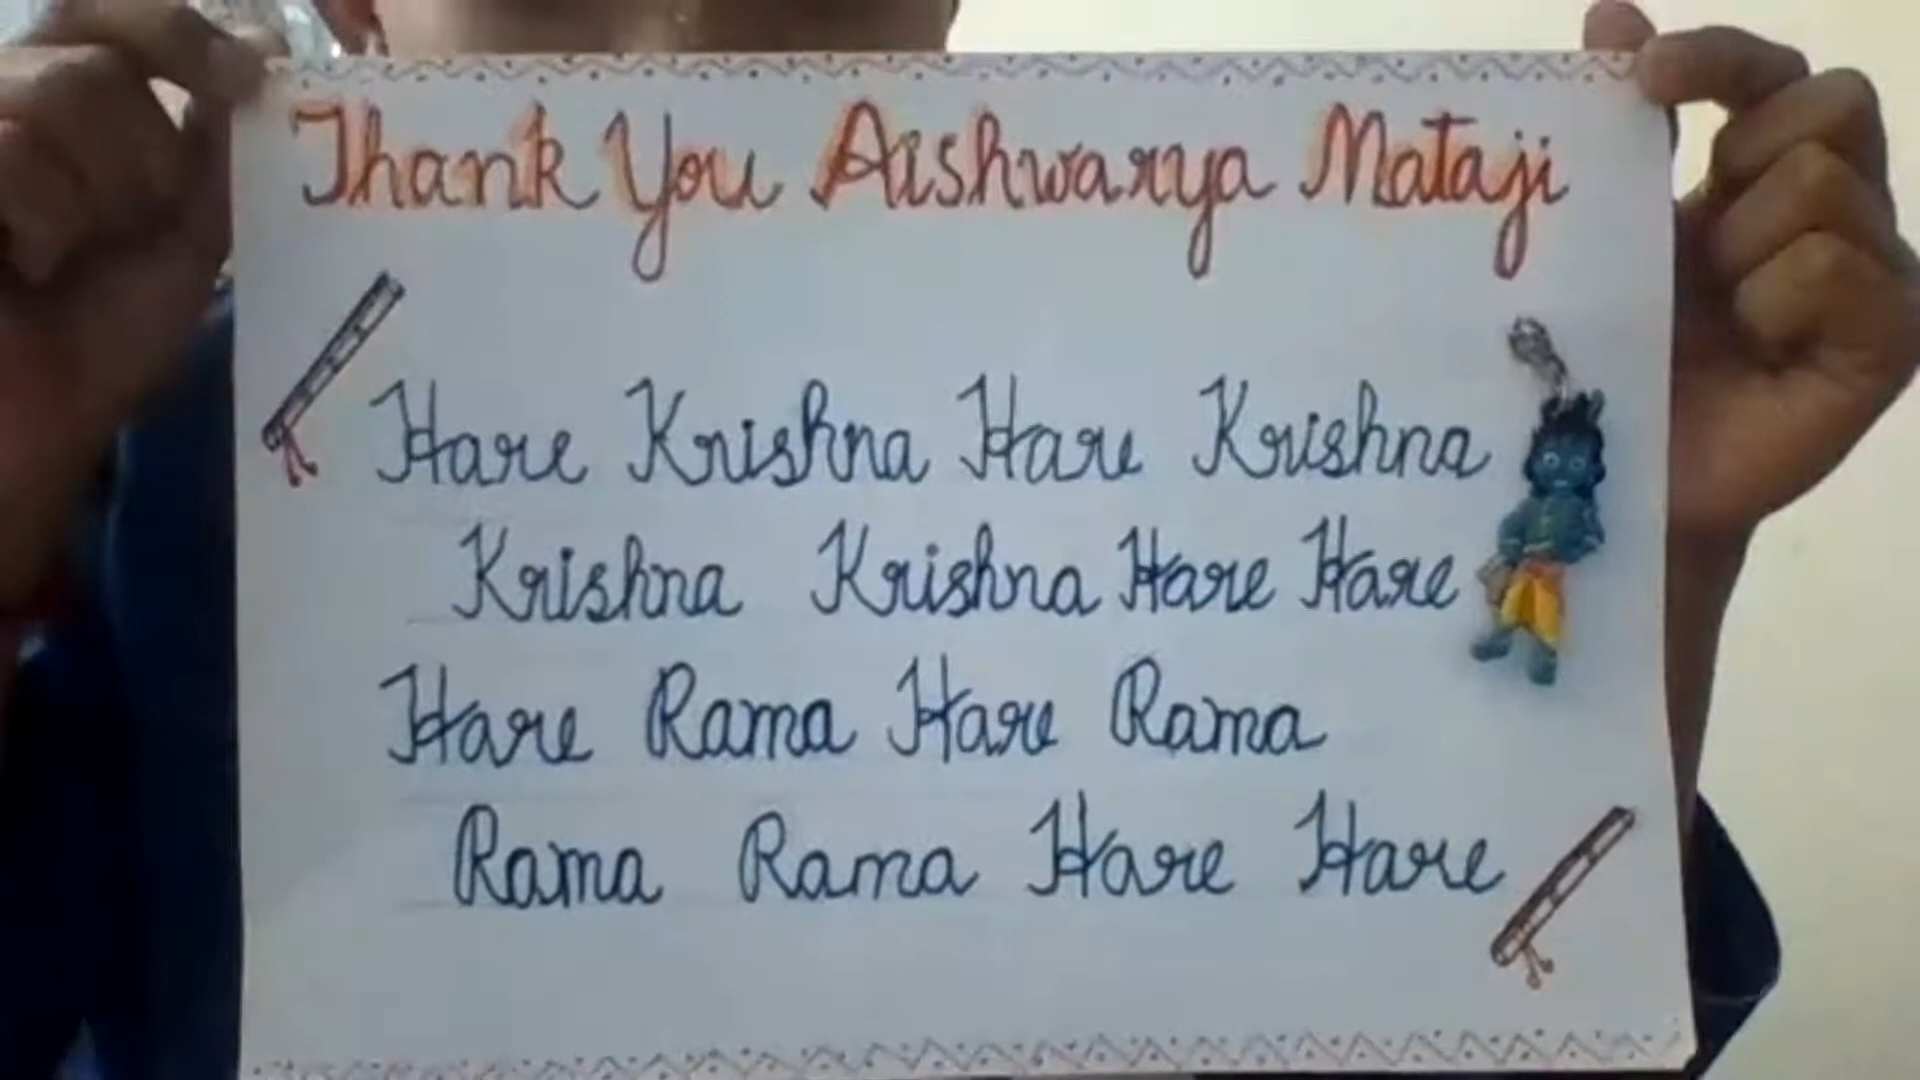 Thank You Aishwarya Mataji
Hare Krishna Hare Krishna
Krishna Krishna Hare Hare
Hare Rama Hare Rama
Rama Rama Hare Hare